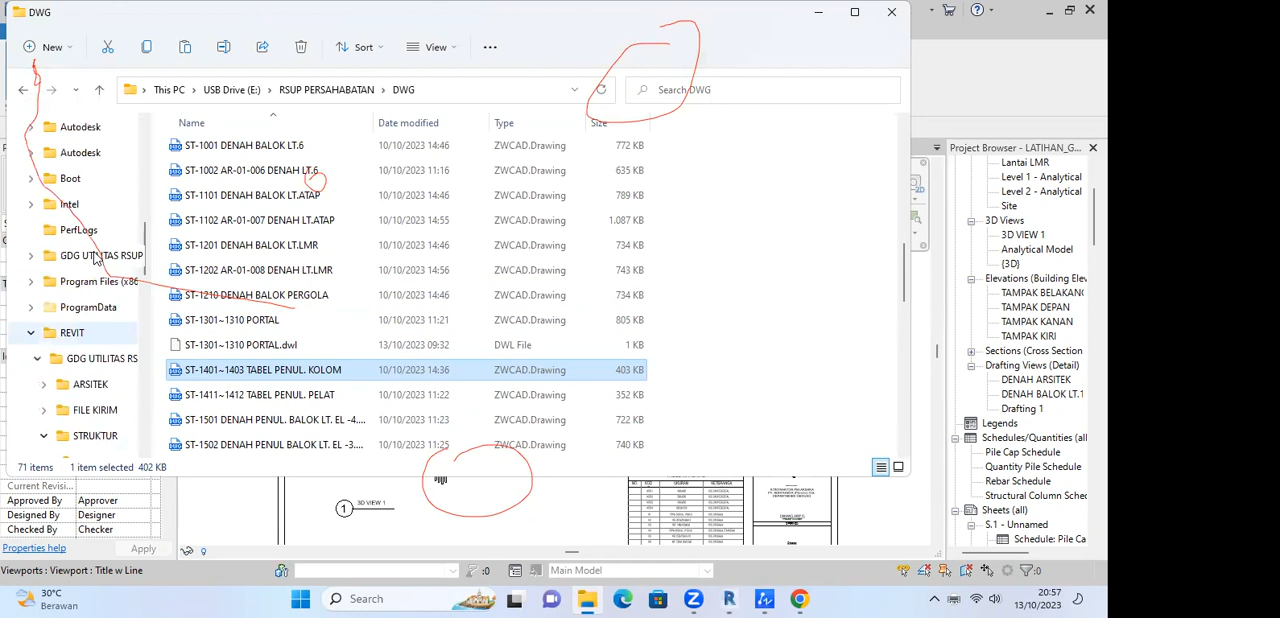 DWG
New
Sort
View
This PC
USB Drive (E:)
RSUP PERSAHABATAN
DWG
Search DWG
Name
Date modified
Type
Size
Autodesk
Autodesk
Boot
Intel
PerfLogs
GDG UTILITAS RSUP
Program Files (x86
ProgramData
REVIT
GDG UTILITAS RS
ARSITEK
FILE KIRIM
STRUKTUR
ST-1001 DENAH BALOK LT.6 10/10/2023 14:46 ZWCAD.Drawing 772 KB
ST-1002 AR-01-006 DENAH LT.6 10/10/2023 11:16 ZWCAD.Drawing 635 KB
ST-1101 DENAH BALOK LT.ATAP 10/10/2023 14:46 ZWCAD.Drawing 789 KB
ST-1102 AR-01-007 DENAH LT.ATAP 10/10/2023 14:55 ZWCAD.Drawing 1.087 KB
ST-1201 DENAH BALOK LT.LMR 10/10/2023 14:46 ZWCAD.Drawing 734 KB
ST-1202 AR-01-008 DENAH LT.LMR 10/10/2023 14:56 ZWCAD.Drawing 743 KB
ST-1210 DENAH BALOK PERGOLA 10/10/2023 14:46 ZWCAD.Drawing 734 KB
ST-1301~1310 PORTAL 10/10/2023 11:21 ZWCAD.Drawing 805 KB
ST-1301~1310 PORTAL.dwl 13/10/2023 09:32 DWL File 1 KB
ST-1401~1403 TABEL PENUL. KOLOM 10/10/2023 14:36 ZWCAD.Drawing 403 KB
ST-1411~1412 TABEL PENUL. PELAT 10/10/2023 11:22 ZWCAD.Drawing 352 KB
ST-1501 DENAH PENUL. BALOK LT. EL -4.... 10/10/2023 11:23 ZWCAD.Drawing 722 KB
ST-1502 DENAH PENUL BALOK LT. EL -3.... 10/10/2023 11:25 ZWCAD.Drawing 740 KB
71 items 1 item selected 402 KB
Project Browser - LATIHAN_G...
Lantai LMR
Level 1 - Analytical
Level 2 - Analytical
Site
3D Views
3D VIEW 1
Analytical Model
{3D}
Elevations (Building Elev
TAMPAK BELAKANG
TAMPAK DEPAN
TAMPAK KANAN
TAMPAK KIRI
Sections (Cross Section
Drafting Views (Detail)
DENAH ARSITEK
DENAH BALOK LT.1
Drafting 1
Legends
Schedules/Quantities (all
Pile Cap Schedule
Quantity Pile Schedule
Rebar Schedule
Structural Column Sche
Sheets (all)
S.1 - Unnamed
Schedule: Pile Ca
Current Revisi...
Approved By Designer
Designed By Designer
Checked By Checker
Properties help
Apply
1
3D VIEW 1
Viewports : Viewport : Title w Line
:0
Main Model
:0
30°C
Berawan
Search
20:57
13/10/2023